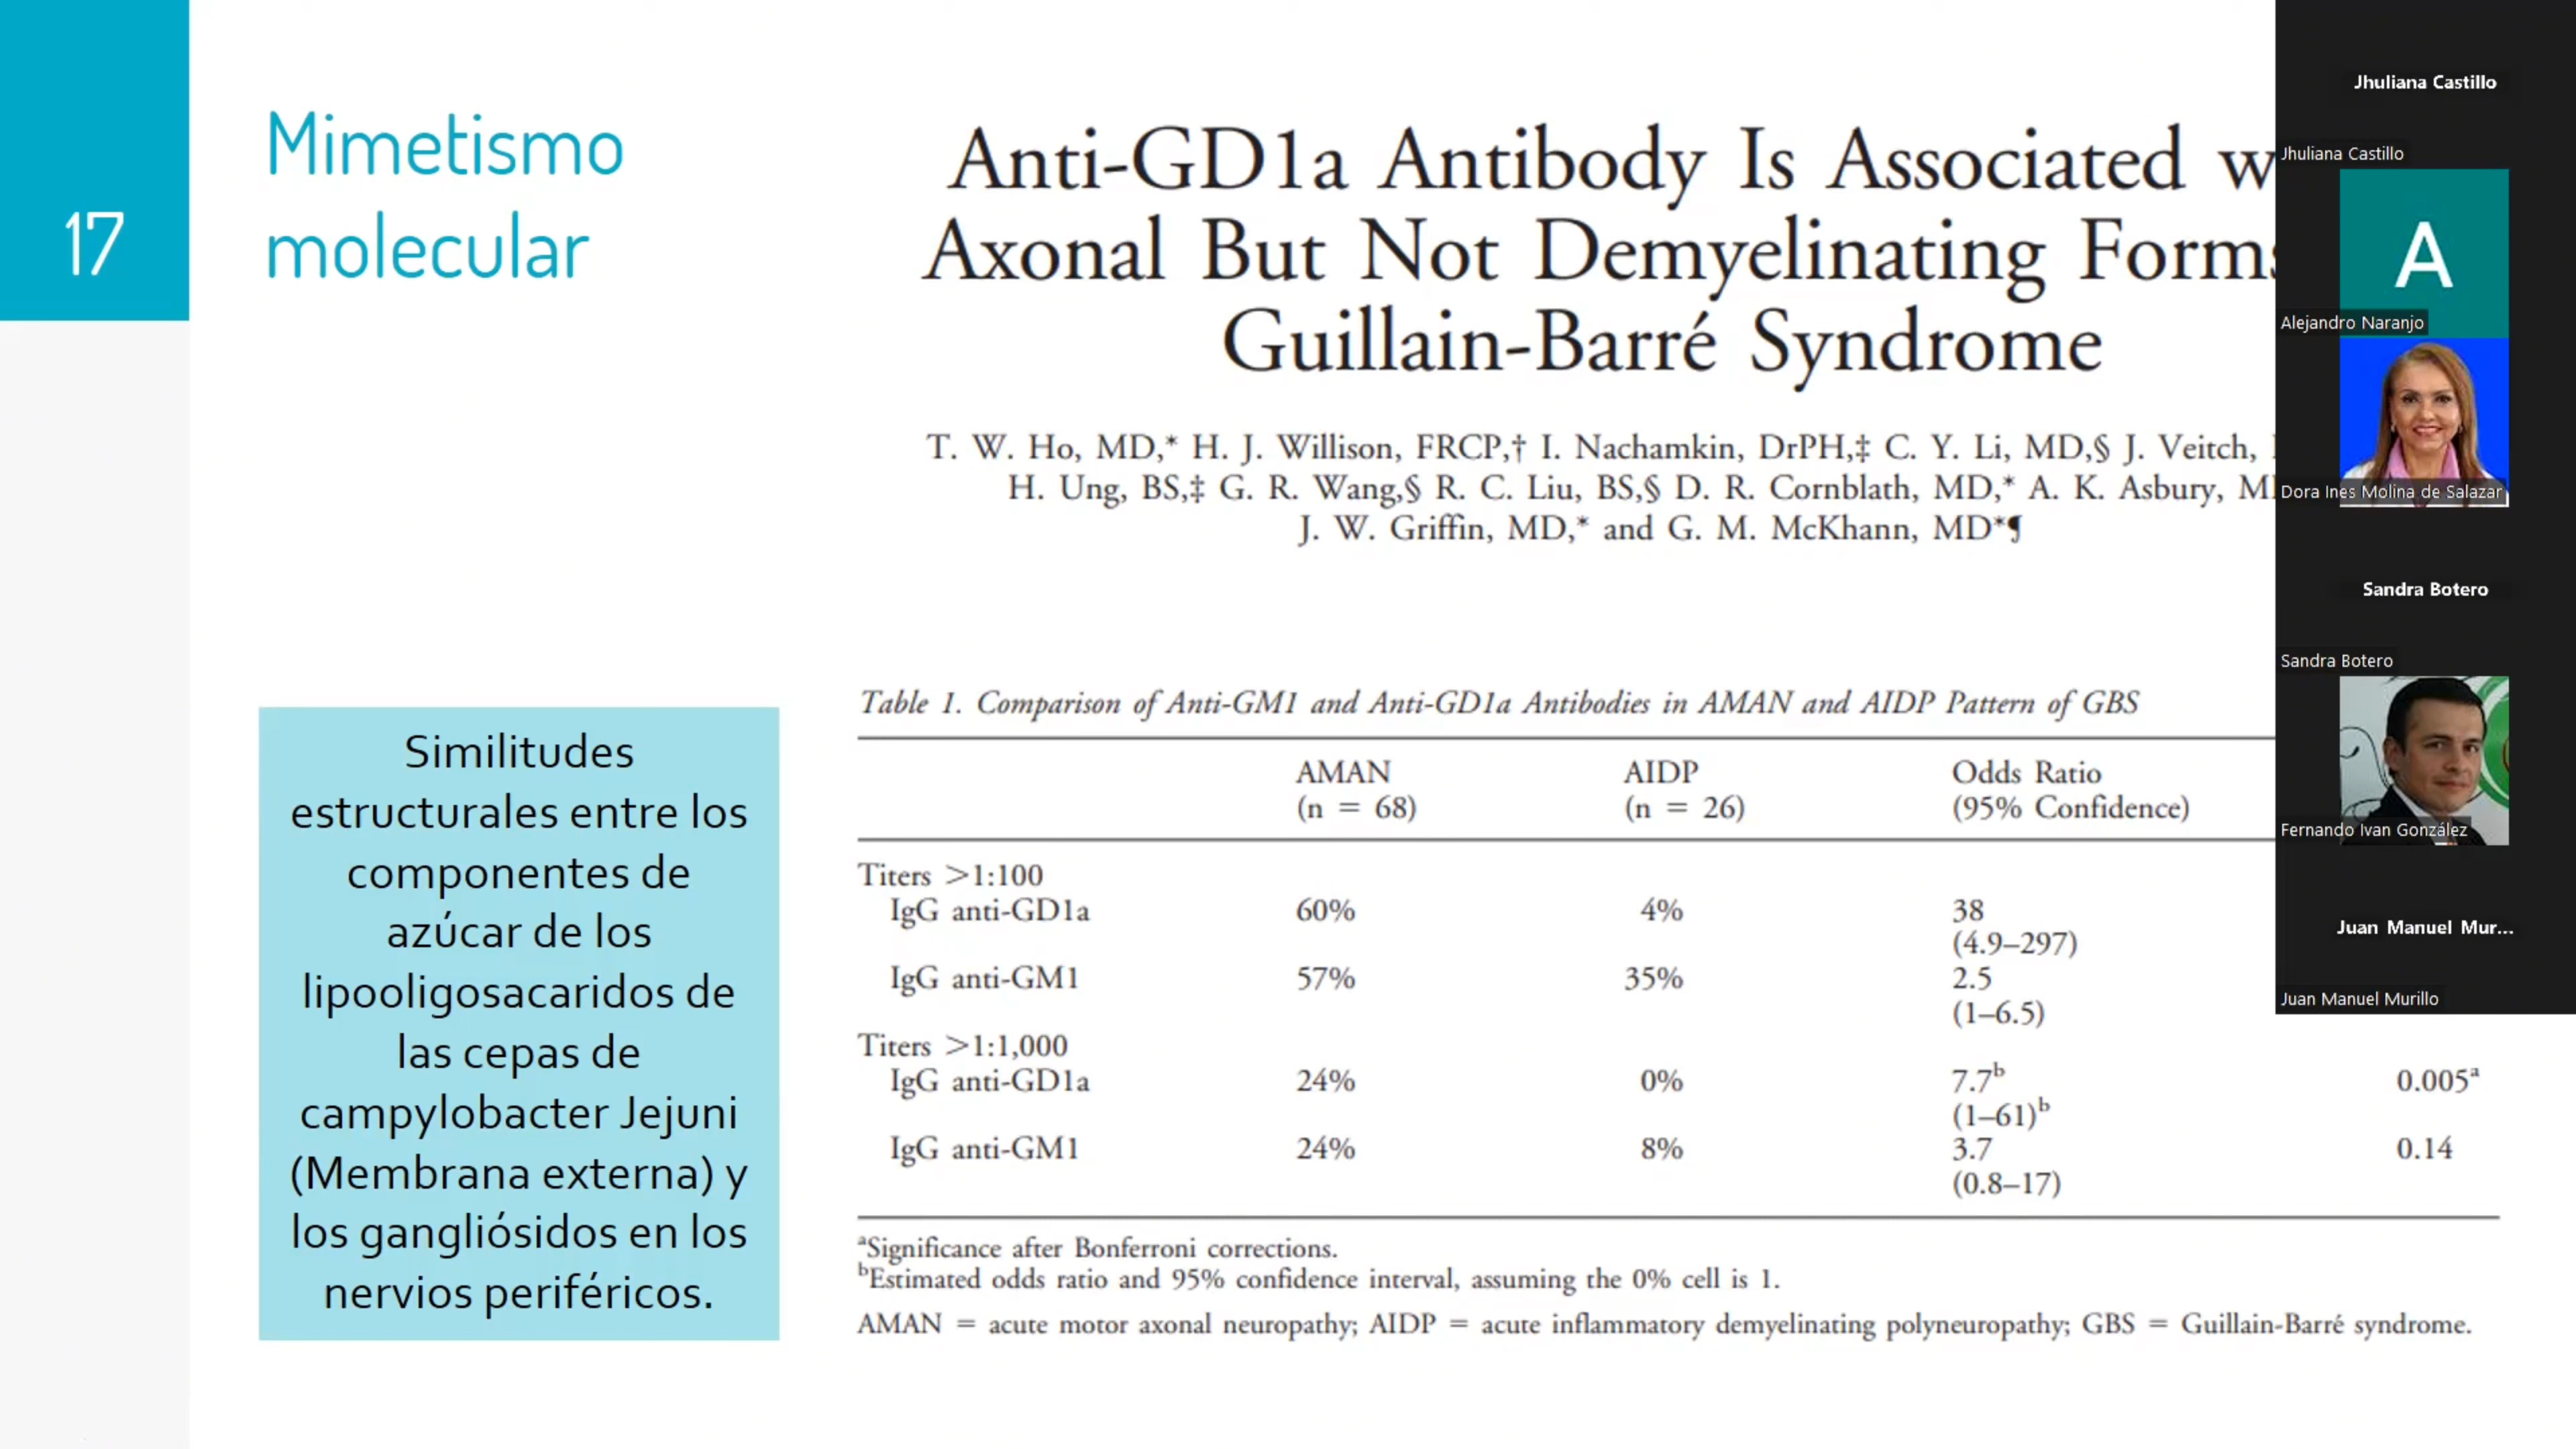 17
Mimetismo
molecular
Anti-GD1a Antibody Is Associated
Axonal But Not Demyelinating Forms
Guillain-Barré Syndrome
T. W. Ho, MD,* H. J. Willison, FRCP,† I. Nachamkin, DrPH,‡ C. Y. Li, MD,§ J. Veitch,
H. Ung, BS,‡ G. R. Wang,§ R. C. Liu, BS,§ D. R. Cornblath, MD,* A. K. Asbury,
J. W. Griffin, MD,* and G. M. McKhann, MD*¶
Similitudes
estructurales entre los
componentes de
azúcar de los
lipooligosacaridos de
las cepas de
campylobacter Jejuni
(Membrana externa) y
los gangliósidos en los
nervios periféricos.
Table 1. Comparison of Anti-GM1 and Anti-GD1a Antibodies in AMAN and AIDP Pattern of GBS
AMAN AIDP Odds Ratio
(n = 68) (n = 26) (95% Confidence)
Titers >1:100
IgG anti-GD1a 60% 4% 38
(4.9–297)
IgG anti-GM1 57% 35% 2.5
(1–6.5)
Titers >1:1,000
IgG anti-GD1a 24% 0% 7.7b 0.005a
(1–61)b
IgG anti-GM1 24% 8% 3.7 0.14
(0.8–17)
aSignificance after Bonferroni corrections.
bEstimated odds ratio and 95% confidence interval, assuming the 0% cell is 1.
AMAN = acute motor axonal neuropathy; AIDP = acute inflammatory demyelinating polyneuropathy; GBS = Guillain-Barré syndrome.
Jhuliana Castillo
Jhuliana Castillo
A
Alejandro Naranjo
Dora Ines Molina de Salazar
Sandra Botero
Sandra Botero
Fernando Ivan González
Juan Manuel Mur...
Juan Manuel Murillo